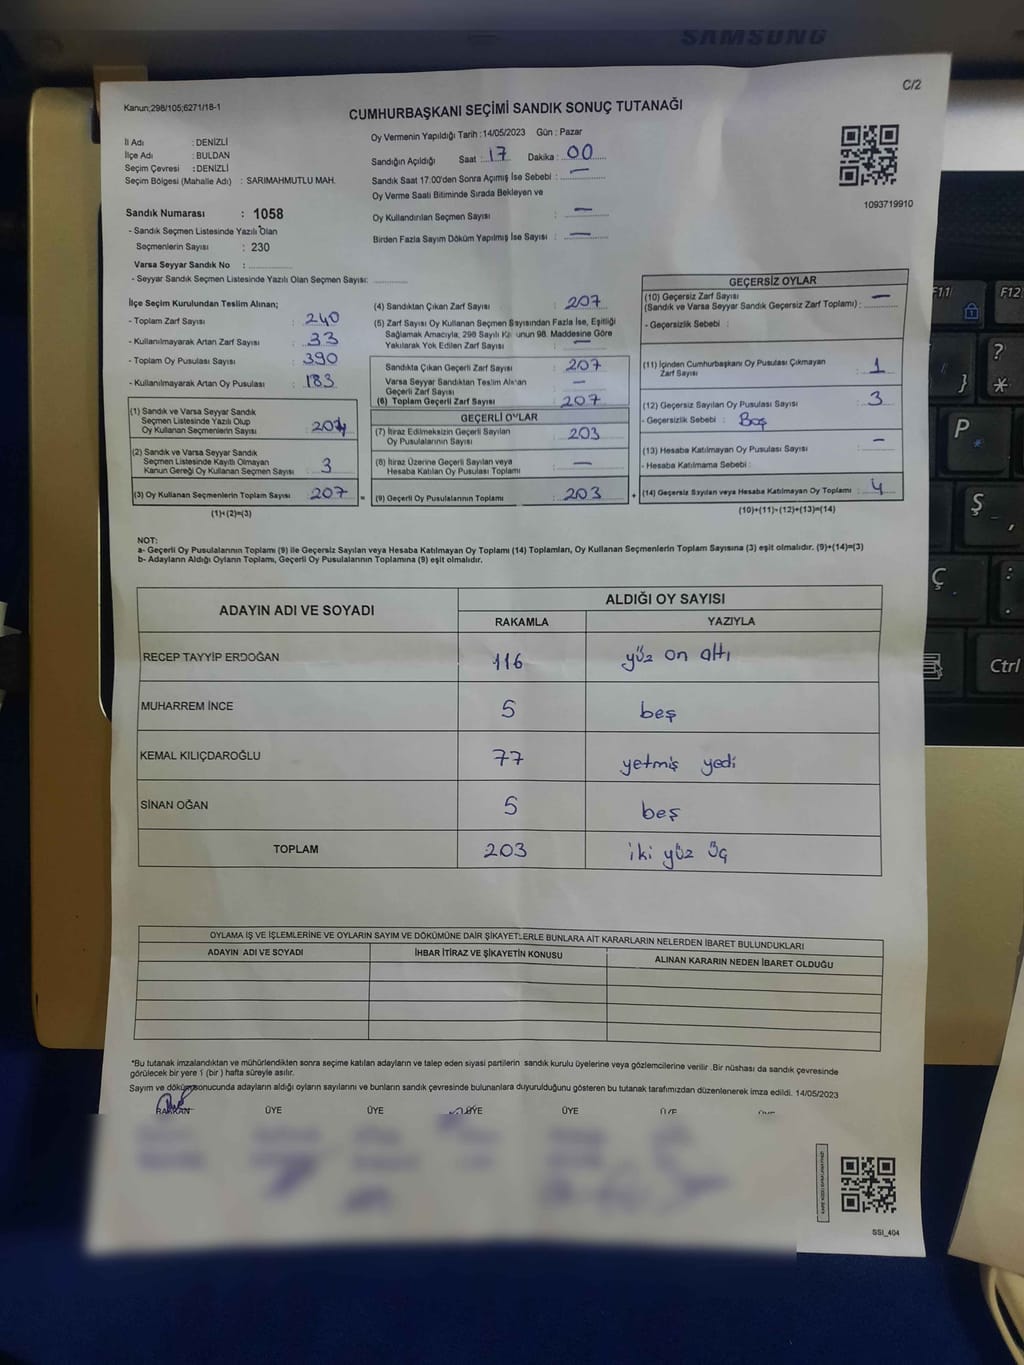 SAMSUNG
C/2
Kanun;298/105;6271/18-1
CUMHURBAŞKANI SEÇİMİ SANDIK SONUÇ TUTANAĞI
İl Adı : DENİZLİ
İlçe Adı : BULDAN
Seçim Çevresi : DENİZLİ
Seçim Bölgesi (Mahalle Adı) : SARIMAHMUTLU MAH.
Oy Vermenin Yapıldığı Tarih :14/05/2023 Gün : Pazar
Sandığın Açıldığı Saat : 17 Dakika : 00
Sandık Saat 17:00'den Sonra Açımış İse Sebebi : —
Oy Verme Saati Bitiminde Sırada Bekleyen ve
Oy Kullandırılan Seçmen Sayısı : —
Birden Fazla Sayım Döküm Yapılmış İse Sayısı : —
1093719910
Sandık Numarası : 1058
- Sandık Seçmen Listesinde Yazılı Olan
Seçmenlerin Sayısı : 230
Varsa Seyyar Sandık No :
- Seyyar Sandık Seçmen Listesinde Yazılı Olan Seçmen Sayısı:
İlçe Seçim Kurulundan Teslim Alınan;
- Toplam Zarf Sayısı : 240
- Kullanılmayarak Artan Zarf Sayısı : 33
- Toplam Oy Pusulası Sayısı : 390
- Kullanılmayarak Artan Oy Pusulası : 183
(1) Sandık ve Varsa Seyyar Sandık
Seçmen Listesinde Yazılı Olup
Oy Kullanan Seçmenlerin Sayısı : 204
(2) Sandık ve Varsa Seyyar Sandık
Seçmen Listesinde Kayıtlı Olmayan
Kanun Gereği Oy Kullanan Seçmen Sayısı : 3
(3) Oy Kullanan Seçmenlerin Toplam Sayısı : 207 =
(1)+(2)=(3)
(4) Sandıktan Çıkan Zarf Sayısı : 207
(5) Zarf Sayısı Oy Kullanan Seçmen Sayısından Fazla İse, Eşitliği
Sağlamak Amacıyla; 298 Sayılı Kanunun 98. Maddesine Göre
Yakılarak Yok Edilen Zarf Sayısı : —
Sandıkta Çıkan Geçerli Zarf Sayısı : 207
Varsa Seyyar Sandıktan Teslim Alınan
Geçerli Zarf Sayısı : —
(6) Toplam Geçerli Zarf Sayısı : 207
GEÇERLİ OYLAR
(7) İtiraz Edilmeksizin Geçerli Sayılan
Oy Pusulalarının Sayısı : 203
(8) İtiraz Üzerine Geçerli Sayılan veya
Hesaba Katılan Oy Pusulası Toplamı : —
(9) Geçerli Oy Pusulalarının Toplamı : 203 +
GEÇERSİZ OYLAR
(10) Geçersiz Zarf Sayısı
(Sandık ve Varsa Seyyar Sandık Geçersiz Zarf Toplamı) : —
- Geçersizlik Sebebi :
(11) İçinden Cumhurbaşkanı Oy Pusulası Çıkmayan
Zarf Sayısı : 1
(12) Geçersiz Sayılan Oy Pusulası Sayısı : 3
- Geçersizlik Sebebi : Boş
(13) Hesaba Katılmayan Oy Pusulası Sayısı : —
- Hesaba Katılmama Sebebi :
(14) Geçersiz Sayılan veya Hesaba Katılmayan Oy Toplamı : 4
(10)+(11)+(12)+(13)=(14)
NOT:
a- Geçerli Oy Pusulalarının Toplamı (9) ile Geçersiz Sayılan veya Hesaba Katılmayan Oy Toplamı (14) Toplamları, Oy Kullanan Seçmenlerin Toplam Sayısına (3) eşit olmalıdır. (9)+(14)=(3)
b- Adayların Aldığı Oyların Toplamı, Geçerli Oy Pusulalarının Toplamına (9) eşit olmalıdır.
ADAYIN ADI VE SOYADI
ALDIĞI OY SAYISI
RAKAMLA YAZIYLA
RECEP TAYYİP ERDOĞAN 116 yüz on altı
MUHARREM İNCE 5 beş
KEMAL KILIÇDAROĞLU 77 yetmiş yedi
SİNAN OĞAN 5 beş
TOPLAM 203 iki yüz üç
OYLAMA İŞ VE İŞLEMLERİNE VE OYLARIN SAYIM VE DÖKÜMÜNE DAİR ŞİKAYETLERLE BUNLARA AİT KARARLARIN NELERDEN İBARET BULUNDUKLARI
ADAYIN ADI VE SOYADI İHBAR İTİRAZ VE ŞİKAYETİN KONUSU ALINAN KARARIN NEDEN İBARET OLDUĞU
*Bu tutanak imzalandıktan ve mühürlendikten sonra seçime katılan adayların ve talep eden siyasi partilerin sandık kurulu üyelerine veya gözlemcilerine verilir .Bir nüshası da sandık çevresinde
görülecek bir yere 1 (bir ) hafta süreyle asılır.
Sayım ve döküm sonucunda adayların aldığı oyların sayılarını ve bunların sandık çevresinde bulunanlara duyurulduğunu gösteren bu tutanak tarafımızdan düzenlenerek imza edildi. 14/05/2023
BAŞKAN ÜYE ÜYE ÜYE ÜYE ÜYE
SSI_404
F11
F12
?
*
}
P
Ş
Ç
Ctrl